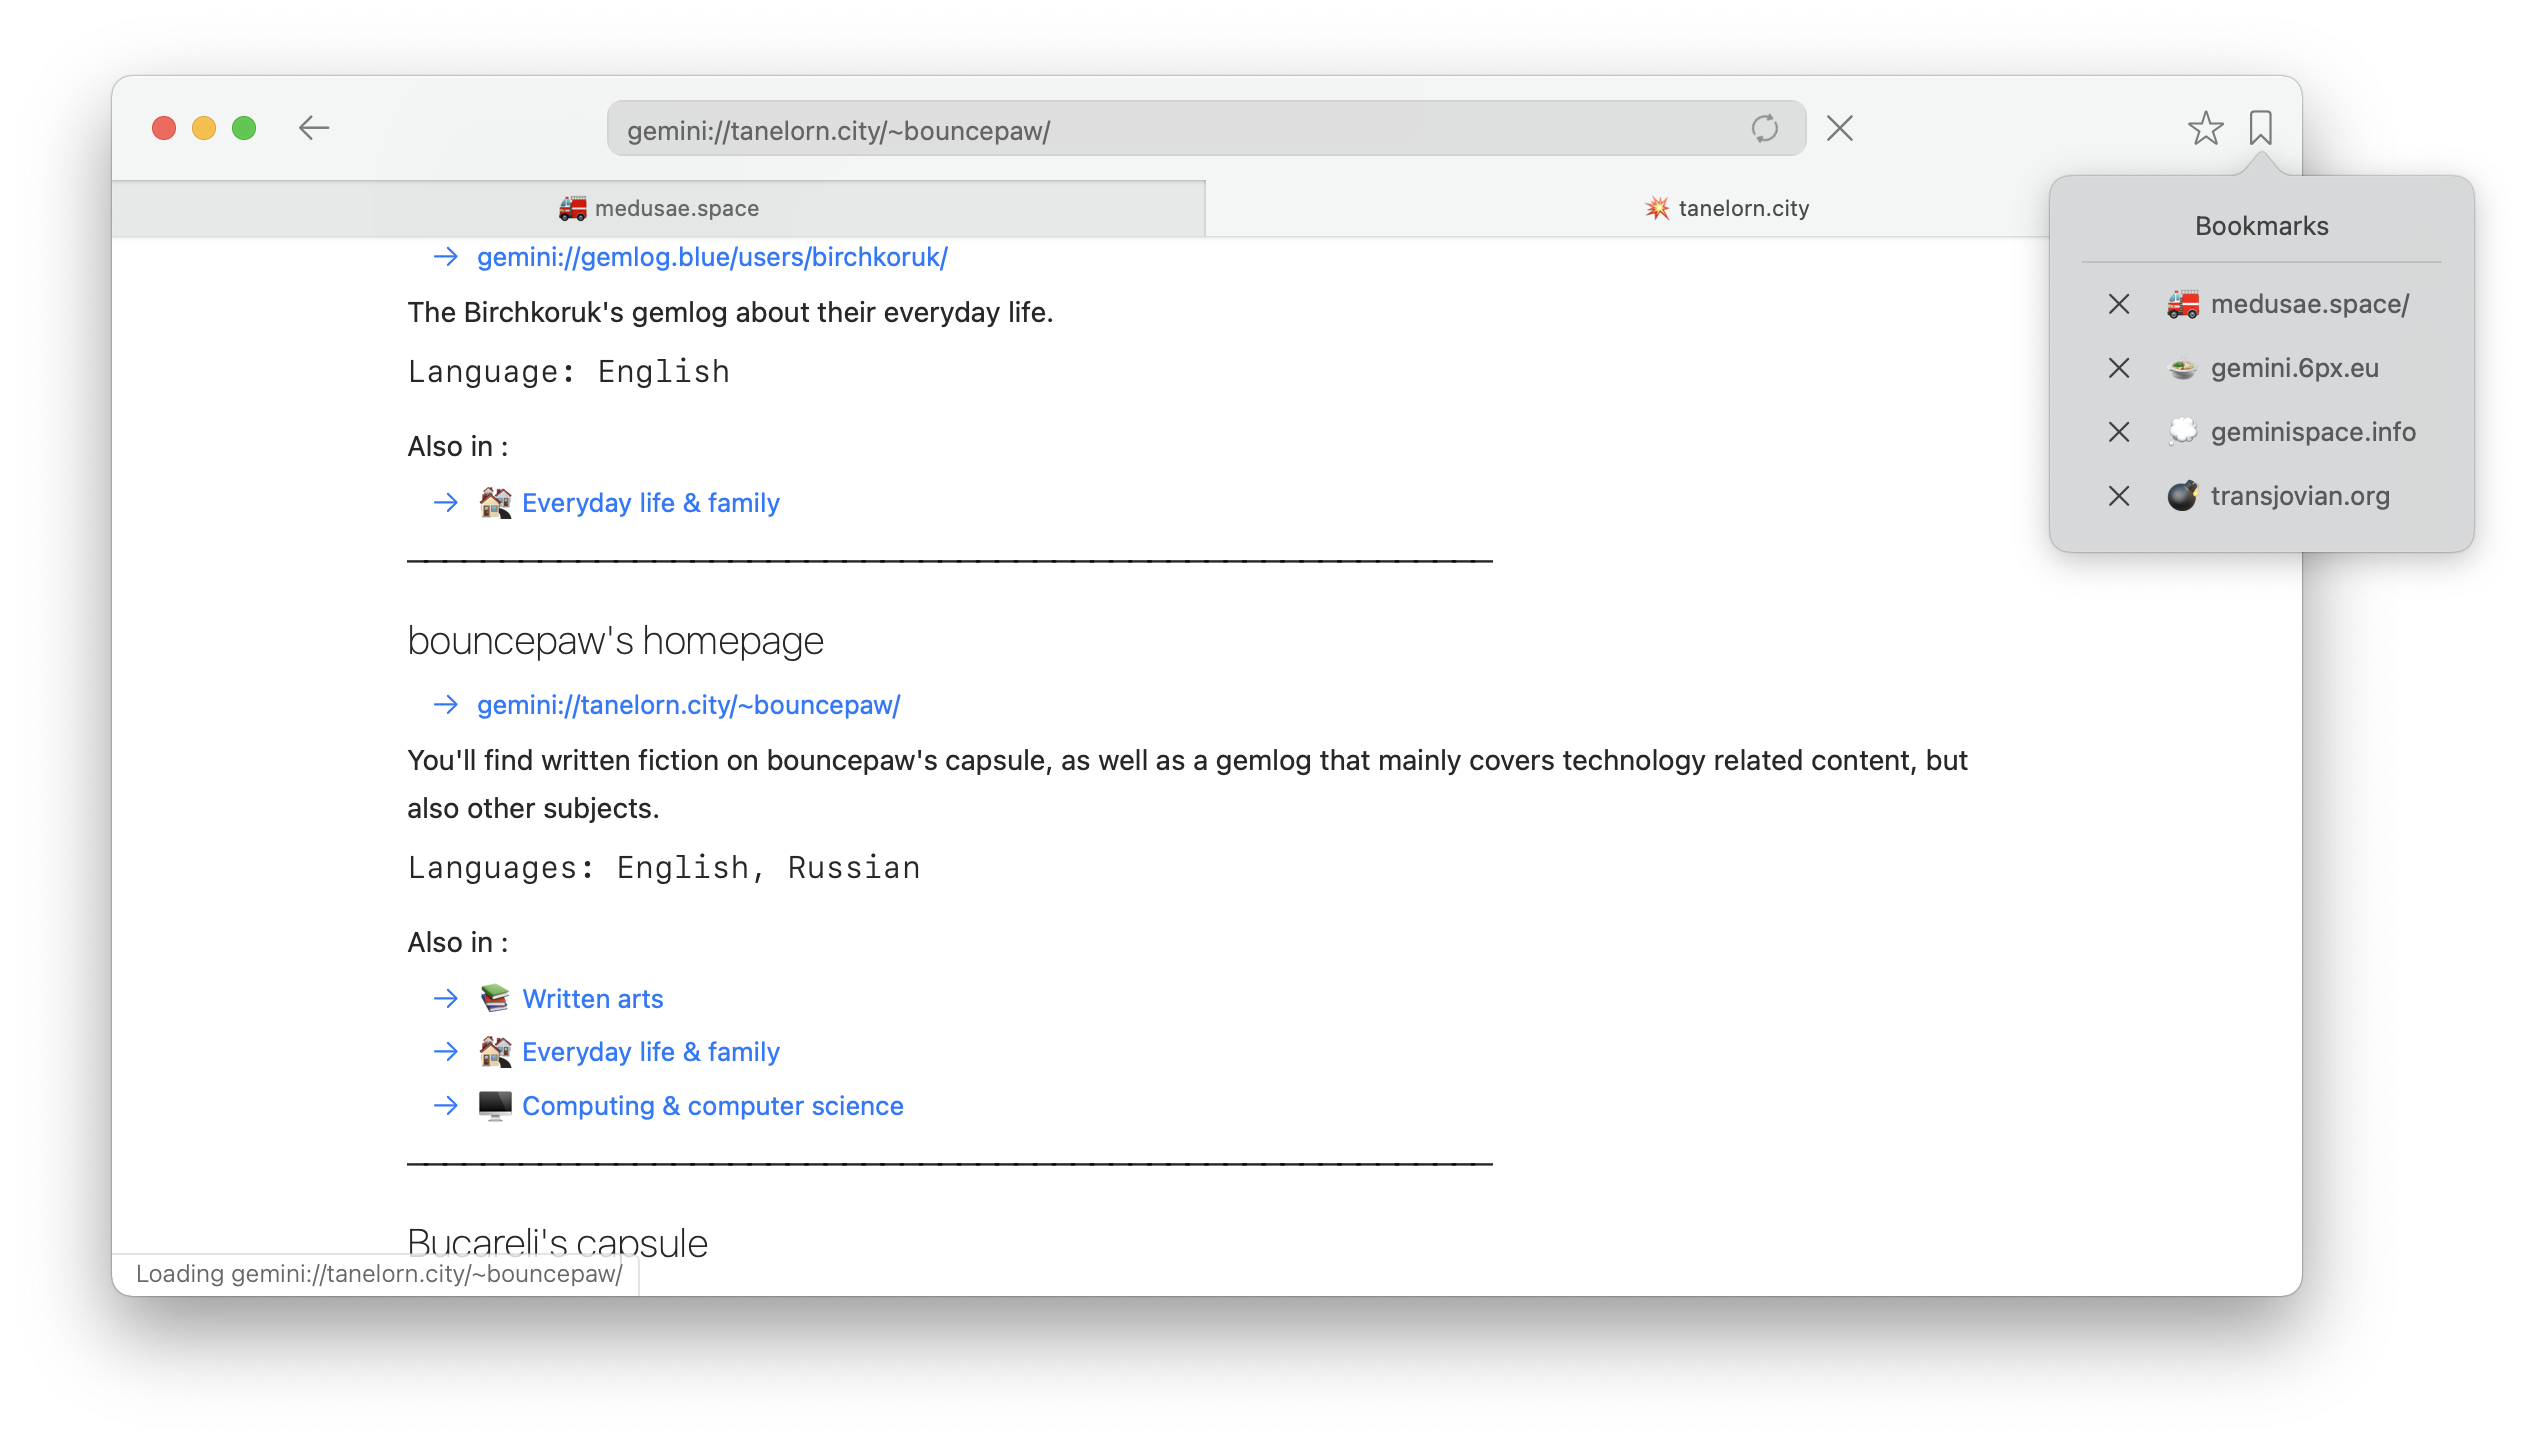 gemini://tanelorn.city/~bouncepaw/
medusae.space
tanelorn.city
Bookmarks
medusae.space/
gemini.6px.eu
geminispace.info
transjovian.org
gemini://gemlog.blue/users/birchkoruk/
The Birchkoruk's gemlog about their everyday life.
Language: English
Also in :
Everyday life & family
bouncepaw's homepage
gemini://tanelorn.city/~bouncepaw/
You'll find written fiction on bouncepaw's capsule, as well as a gemlog that mainly covers technology related content, but
also other subjects.
Languages: English, Russian
Also in :
Written arts
Everyday life & family
Computing & computer science
Bucareli's capsule
Loading gemini://tanelorn.city/~bouncepaw/